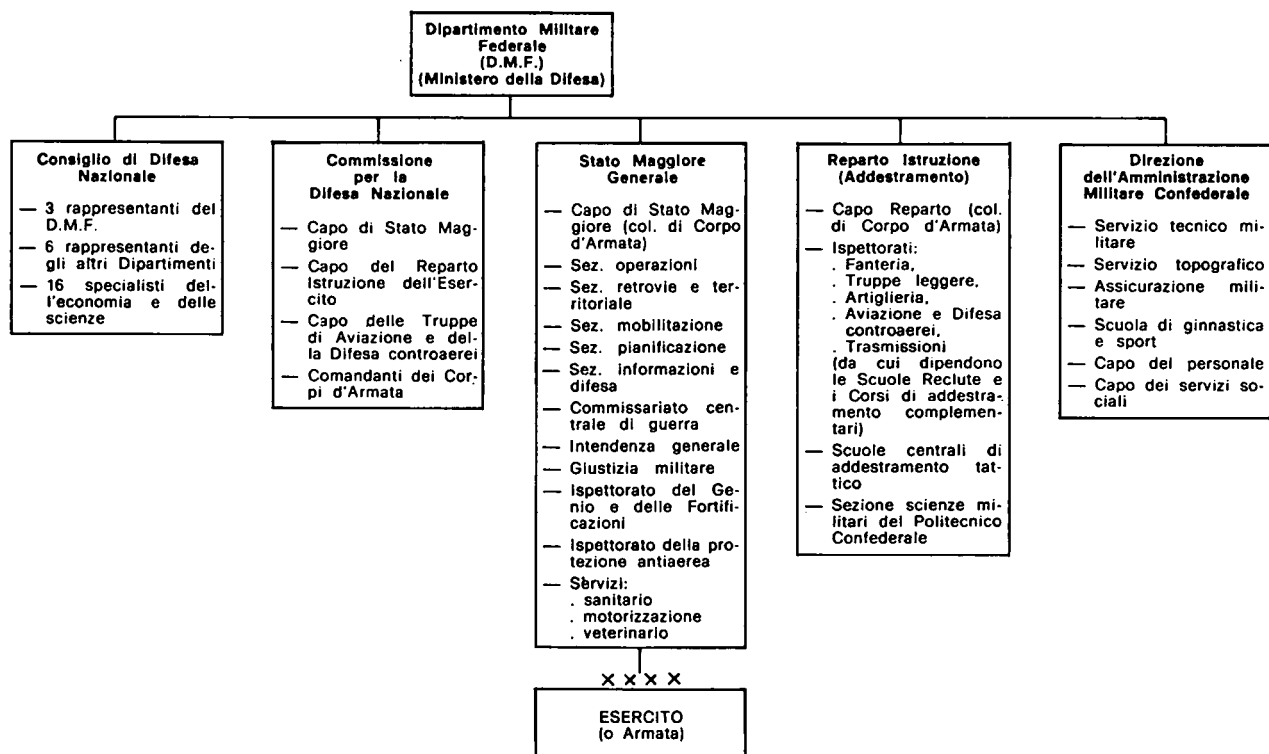 Dipartimento Militare
Federale
(D.M.F.)
(Ministero della Difesa)
Consiglio di Difesa
Nazionale
— 3 rappresentanti del
D.M.F.
— 6 rappresentanti de-
gli altri Dipartimenti
— 16 specialisti del-
l'economia e delle
scienze
Commissione
per la
Difesa Nazionale
— Capo di Stato Mag-
giore
— Capo del Reparto
Istruzione dell'Eser-
cito
— Capo delle Truppe
di Aviazione e del-
la Difesa controaerei
— Comandanti dei Cor-
pi d'Armata
Stato Maggiore
Generale
— Capo di Stato Mag-
giore (col. di Corpo
d'Armata)
— Sez. operazioni
— Sez. retrovie e ter-
ritoriale
— Sez. mobilitazione
— Sez. pianificazione
— Sez. informazioni e
difesa
— Commissariato cen-
trale di guerra
— Intendenza generale
— Giustizia militare
— Ispettorato del Ge-
nio e delle Fortifi-
cazioni
— Ispettorato della pro-
tezione antiaerea
— Servizi:
. sanitario
. motorizzazione
. veterinario
Reparto Istruzione
(Addestramento)
— Capo Reparto (col.
di Corpo d'Armata)
— Ispettorati:
. Fanteria,
. Truppe leggere,
. Artiglieria,
. Aviazione e Difesa
controaerei,
. Trasmissioni
(da cui dipendono
le Scuole Reclute e
i Corsi di addestra-
mento complemen-
tari)
— Scuole centrali di
addestramento tat-
tico
— Sezione scienze mi-
litari del Politecnico
Confederale
Direzione
dell'Amministrazione
Militare Confederale
— Servizio tecnico mi-
litare
— Servizio topografico
— Assicurazione mili-
tare
— Scuola di ginnastica
e sport
— Capo del personale
— Capo dei servizi so-
ciali
X X X X
ESERCITO
(o Armata)